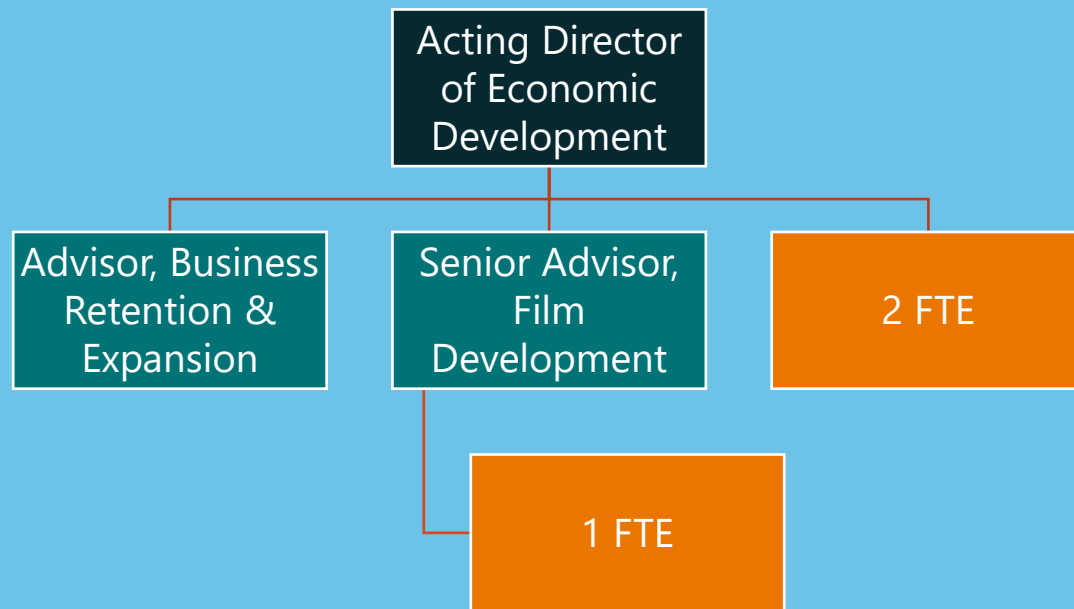 Acting Director
of Economic
Development
Advisor, Business
Retention &
Expansion
Senior Advisor,
Film
Development
2 FTE
1 FTE